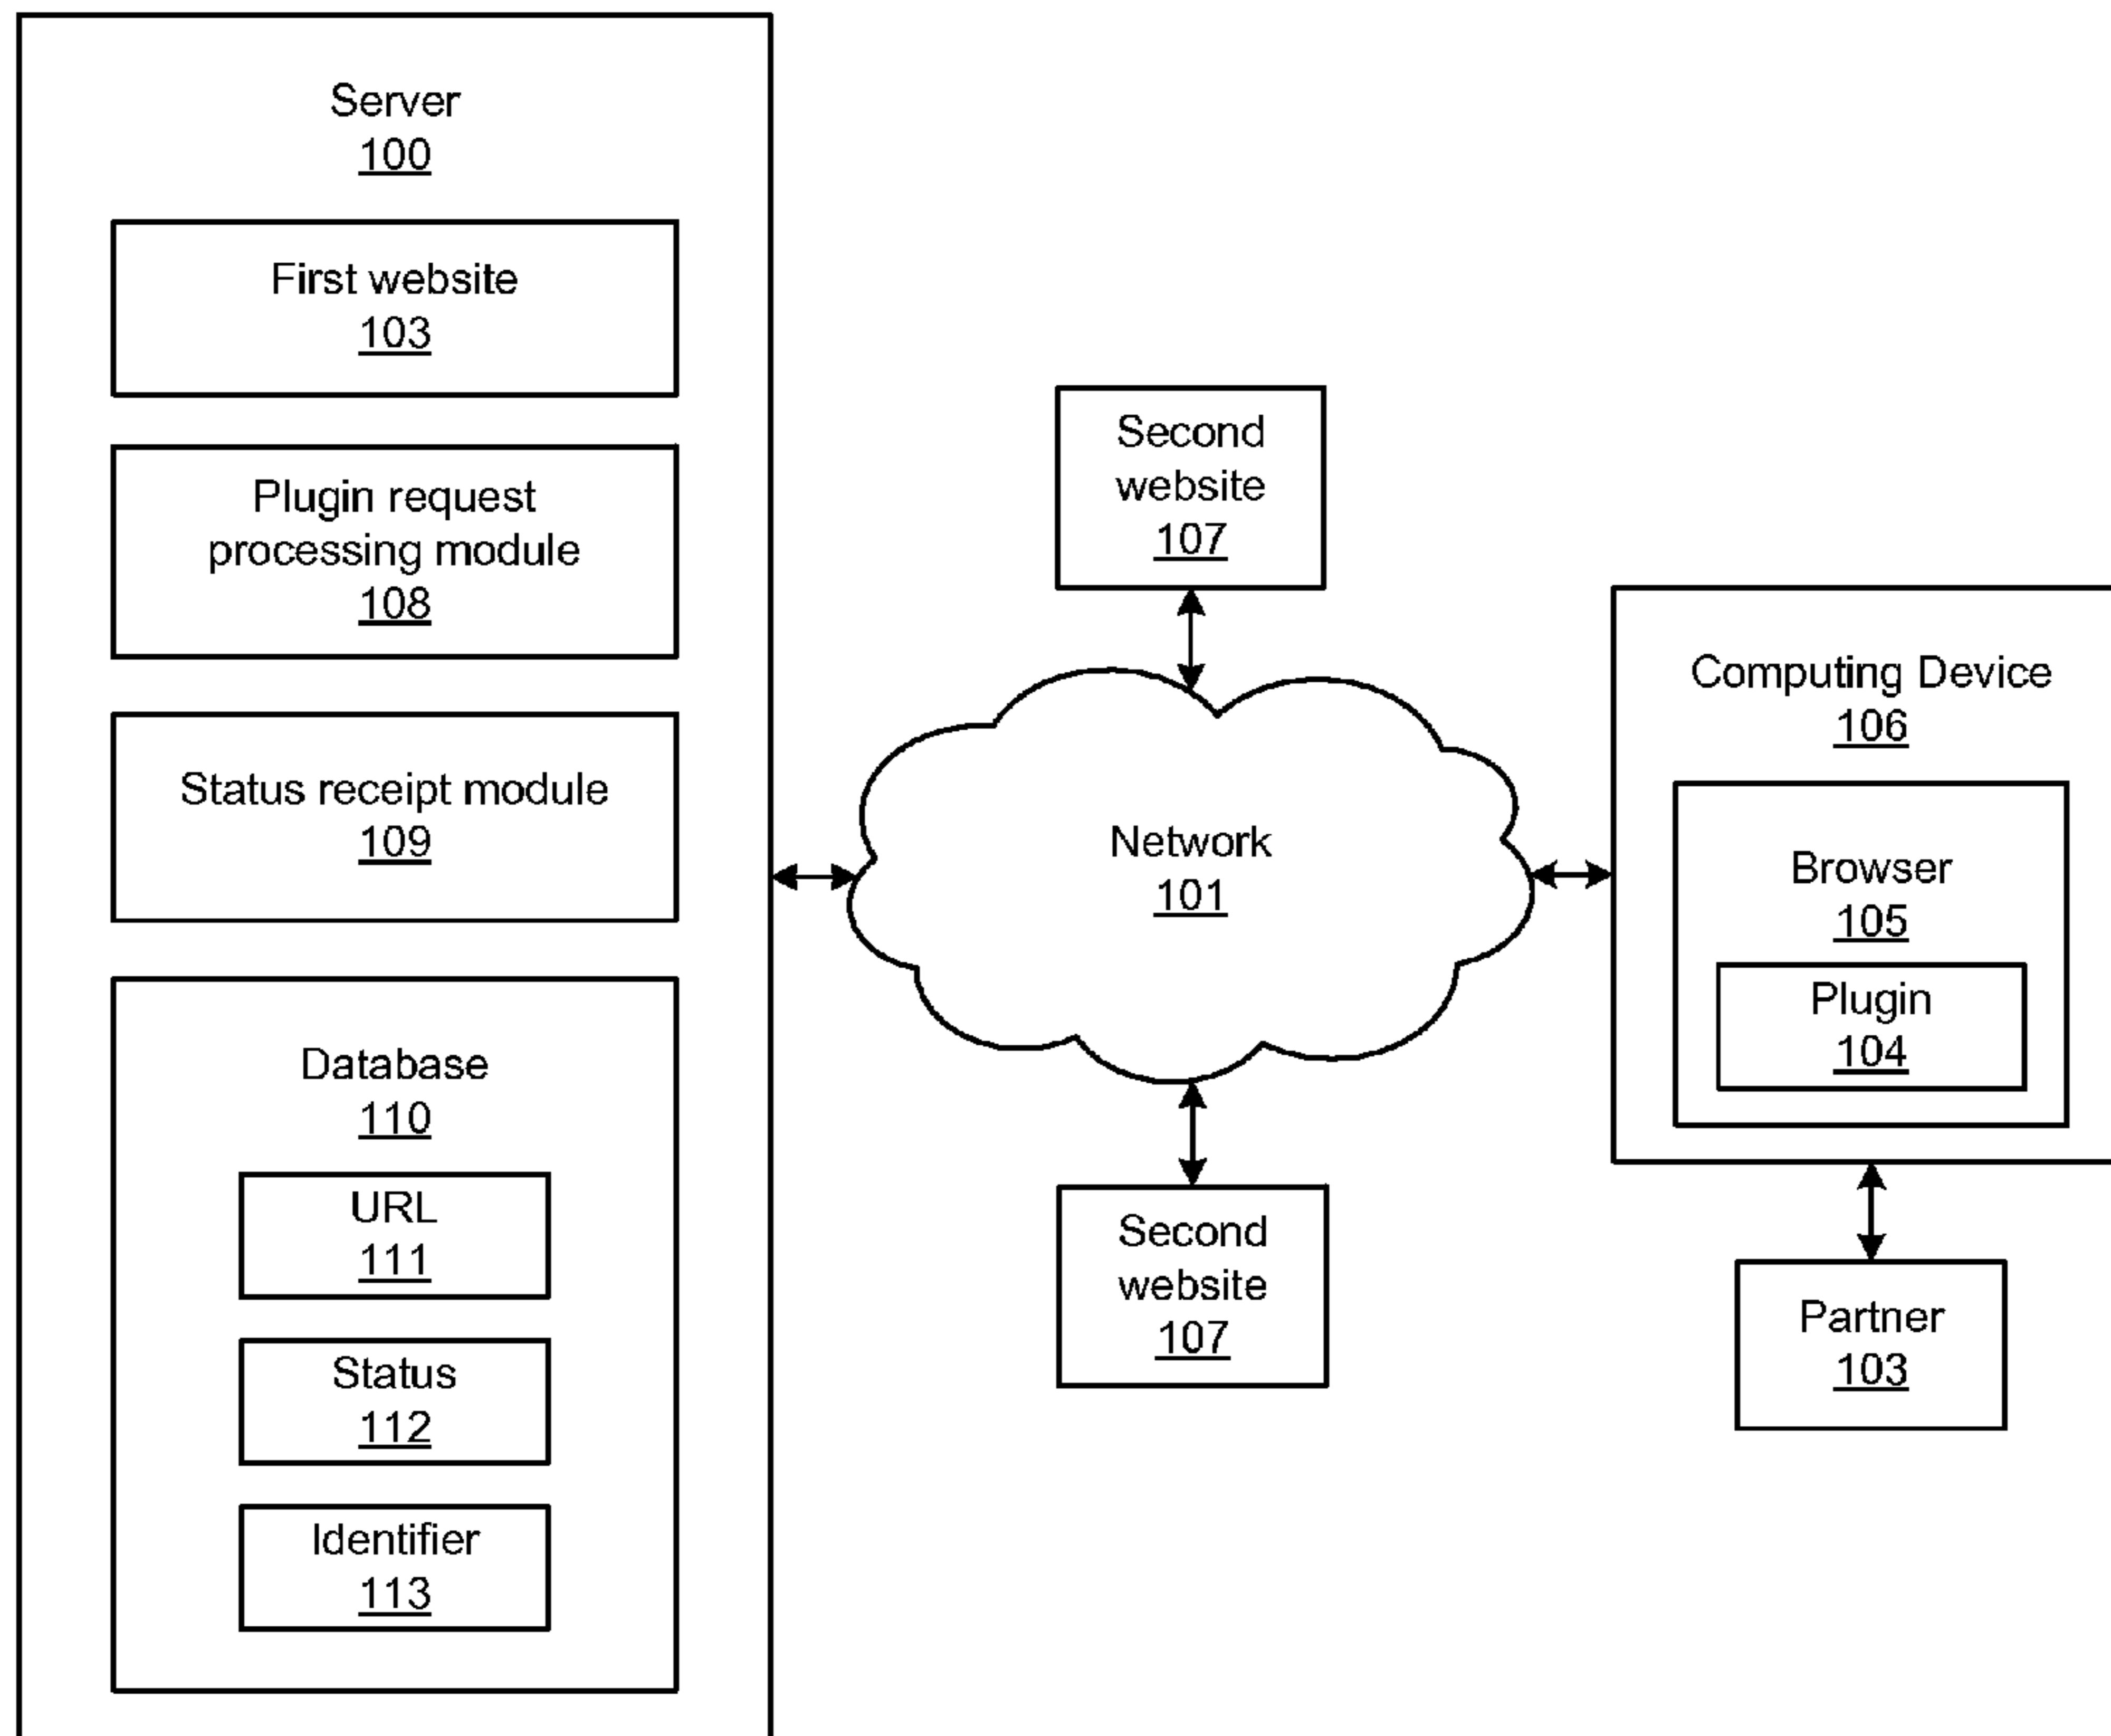 Server
100
First website
103
Plugin request
processing module
108
Status receipt module
109
Database
110
URL
111
Status
112
Identifier
113
Second
website
107
Network
101
Second
website
107
Computing Device
106
Browser
105
Plugin
104
Partner
103